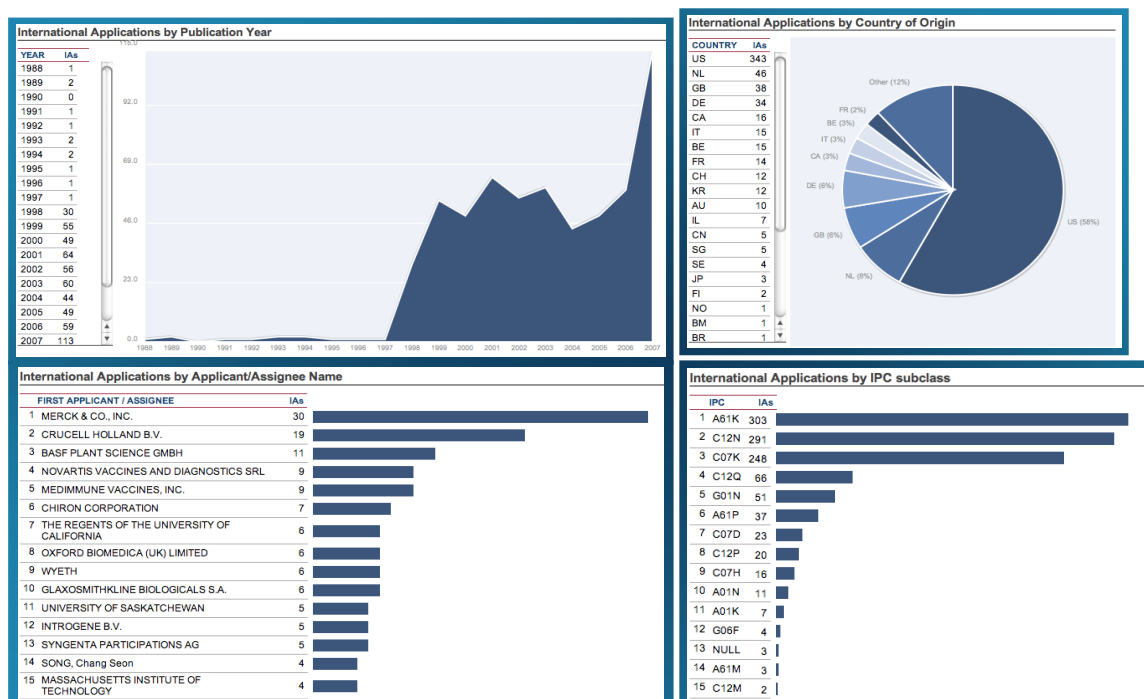 International Applications by Publication Year
YEAR IAs
1988 1
1989 2
1990 0
1991 1
1992 1
1993 2
1994 2
1995 1
1996 1
1997 1
1998 30
1999 55
2000 49
2001 64
2002 56
2003 60
2004 44
2005 49
2006 59
2007 113
115.0
92.0
69.0
46.0
23.0
0.0
1988 1989 1990 1991 1992 1993 1994 1995 1996 1997 1998 1999 2000 2001 2002 2003 2004 2005 2006 2007
International Applications by Country of Origin
COUNTRY IAs
US 343
NL 46
GB 38
DE 34
CA 16
IT 15
BE 15
FR 14
CH 12
KR 12
AU 10
IL 7
CN 5
SG 5
SE 4
JP 3
FI 2
NO 1
BM 1
BR 1
Other (12%)
FR (2%)
BE (3%)
IT (3%)
CA (3%)
DE (6%)
GB (6%)
NL (8%)
US (58%)
International Applications by Applicant/Assignee Name
FIRST APPLICANT / ASSIGNEE IAs
1 MERCK & CO., INC. 30
2 CRUCELL HOLLAND B.V. 19
3 BASF PLANT SCIENCE GMBH 11
4 NOVARTIS VACCINES AND DIAGNOSTICS SRL 9
5 MEDIMMUNE VACCINES, INC. 9
6 CHIRON CORPORATION 7
7 THE REGENTS OF THE UNIVERSITY OF
CALIFORNIA 6
8 OXFORD BIOMEDICA (UK) LIMITED 6
9 WYETH 6
10 GLAXOSMITHKLINE BIOLOGICALS S.A. 6
11 UNIVERSITY OF SASKATCHEWAN 5
12 INTROGENE B.V. 5
13 SYNGENTA PARTICIPATIONS AG 5
14 SONG, Chang Seon 4
15 MASSACHUSETTS INSTITUTE OF
TECHNOLOGY 4
International Applications by IPC subclass
IPC IAs
1 A61K 303
2 C12N 291
3 C07K 248
4 C12Q 66
5 G01N 51
6 A61P 37
7 C07D 23
8 C12P 20
9 C07H 16
10 A01N 11
11 A01K 7
12 G06F 4
13 NULL 3
14 A61M 3
15 C12M 2